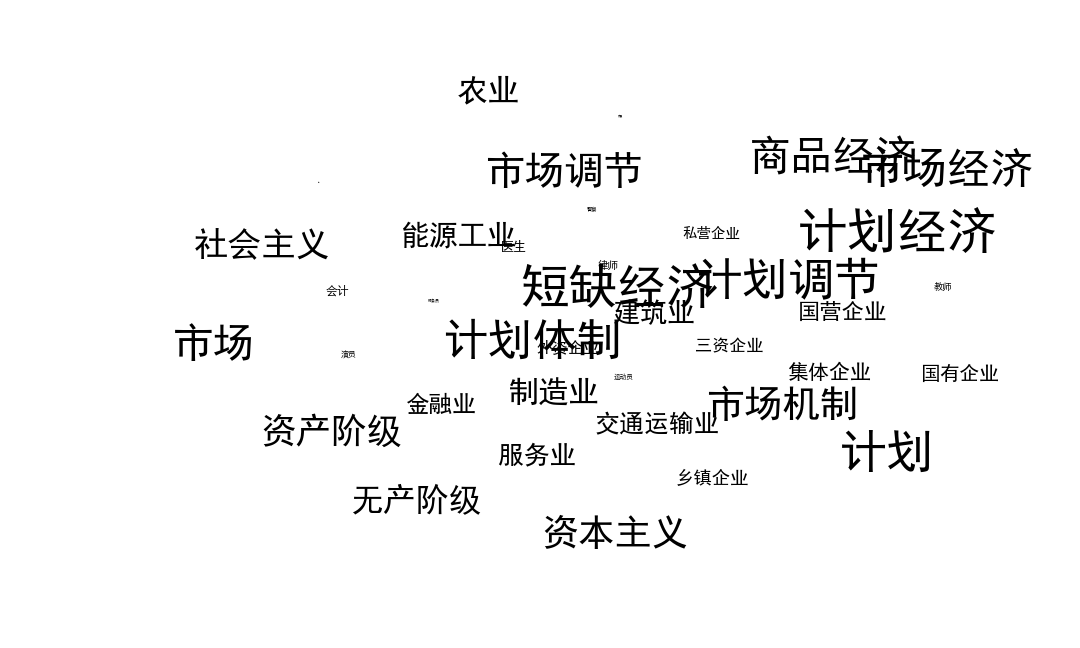 农业
商品经济
市场经济
市场调节
计划经济
私营企业
能源工业
社会主义
医生
律师
计划调节
短缺经济
教师
会计
国营企业
建筑业
计划体制
市场
三资企业
外资企业
演员
集体企业
国有企业
运动员
制造业
市场机制
金融业
交通运输业
资产阶级
计划
服务业
乡镇企业
无产阶级
资本主义